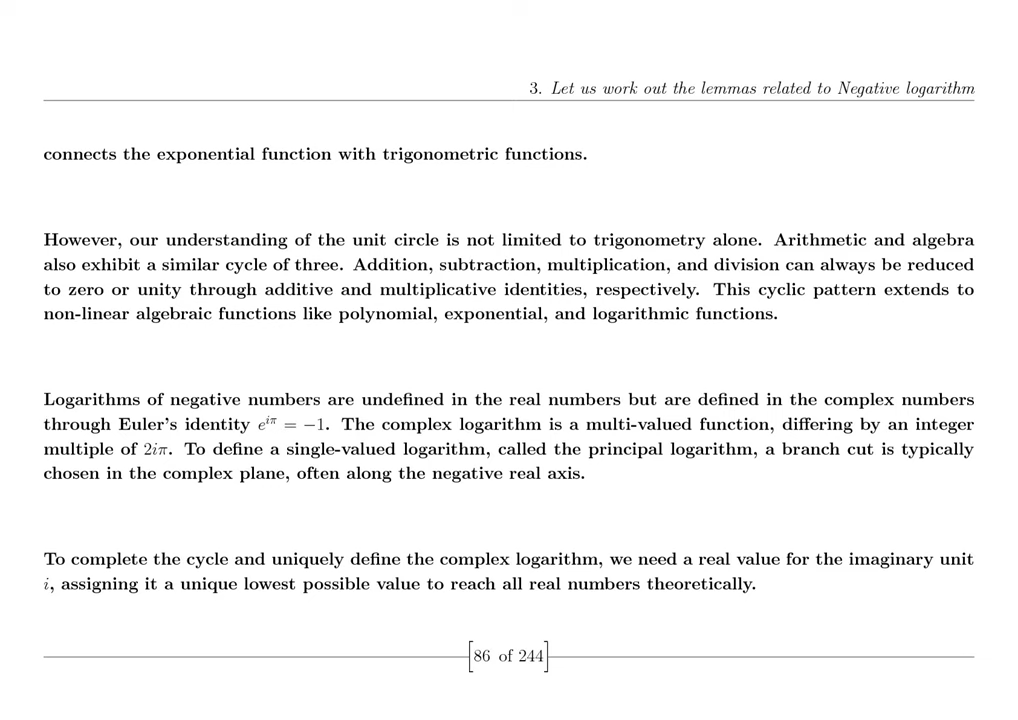 3. Let us work out the lemmas related to Negative logarithm
connects the exponential function with trigonometric functions.
However, our understanding of the unit circle is not limited to trigonometry alone. Arithmetic and algebra
also exhibit a similar cycle of three. Addition, subtraction, multiplication, and division can always be reduced
to zero or unity through additive and multiplicative identities, respectively. This cyclic pattern extends to
non-linear algebraic functions like polynomial, exponential, and logarithmic functions.
Logarithms of negative numbers are undefined in the real numbers but are defined in the complex numbers
through Euler's identity $e^{i\pi} = -1$. The complex logarithm is a multi-valued function, differing by an integer
multiple of $2i\pi$. To define a single-valued logarithm, called the principal logarithm, a branch cut is typically
chosen in the complex plane, often along the negative real axis.
To complete the cycle and uniquely define the complex logarithm, we need a real value for the imaginary unit
$i$, assigning it a unique lowest possible value to reach all real numbers theoretically.
[86 of 244]